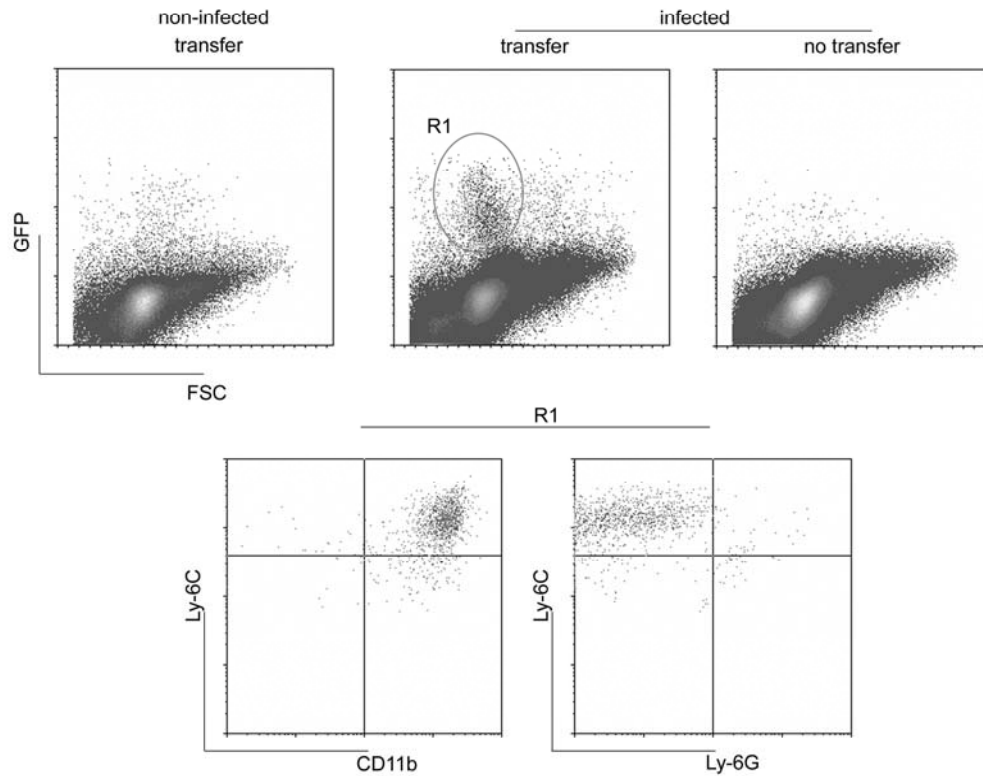 non-infected
transfer
infected
transfer
no transfer
R1
GFP
FSC
R1
Ly-6C
CD11b
Ly-6C
Ly-6G